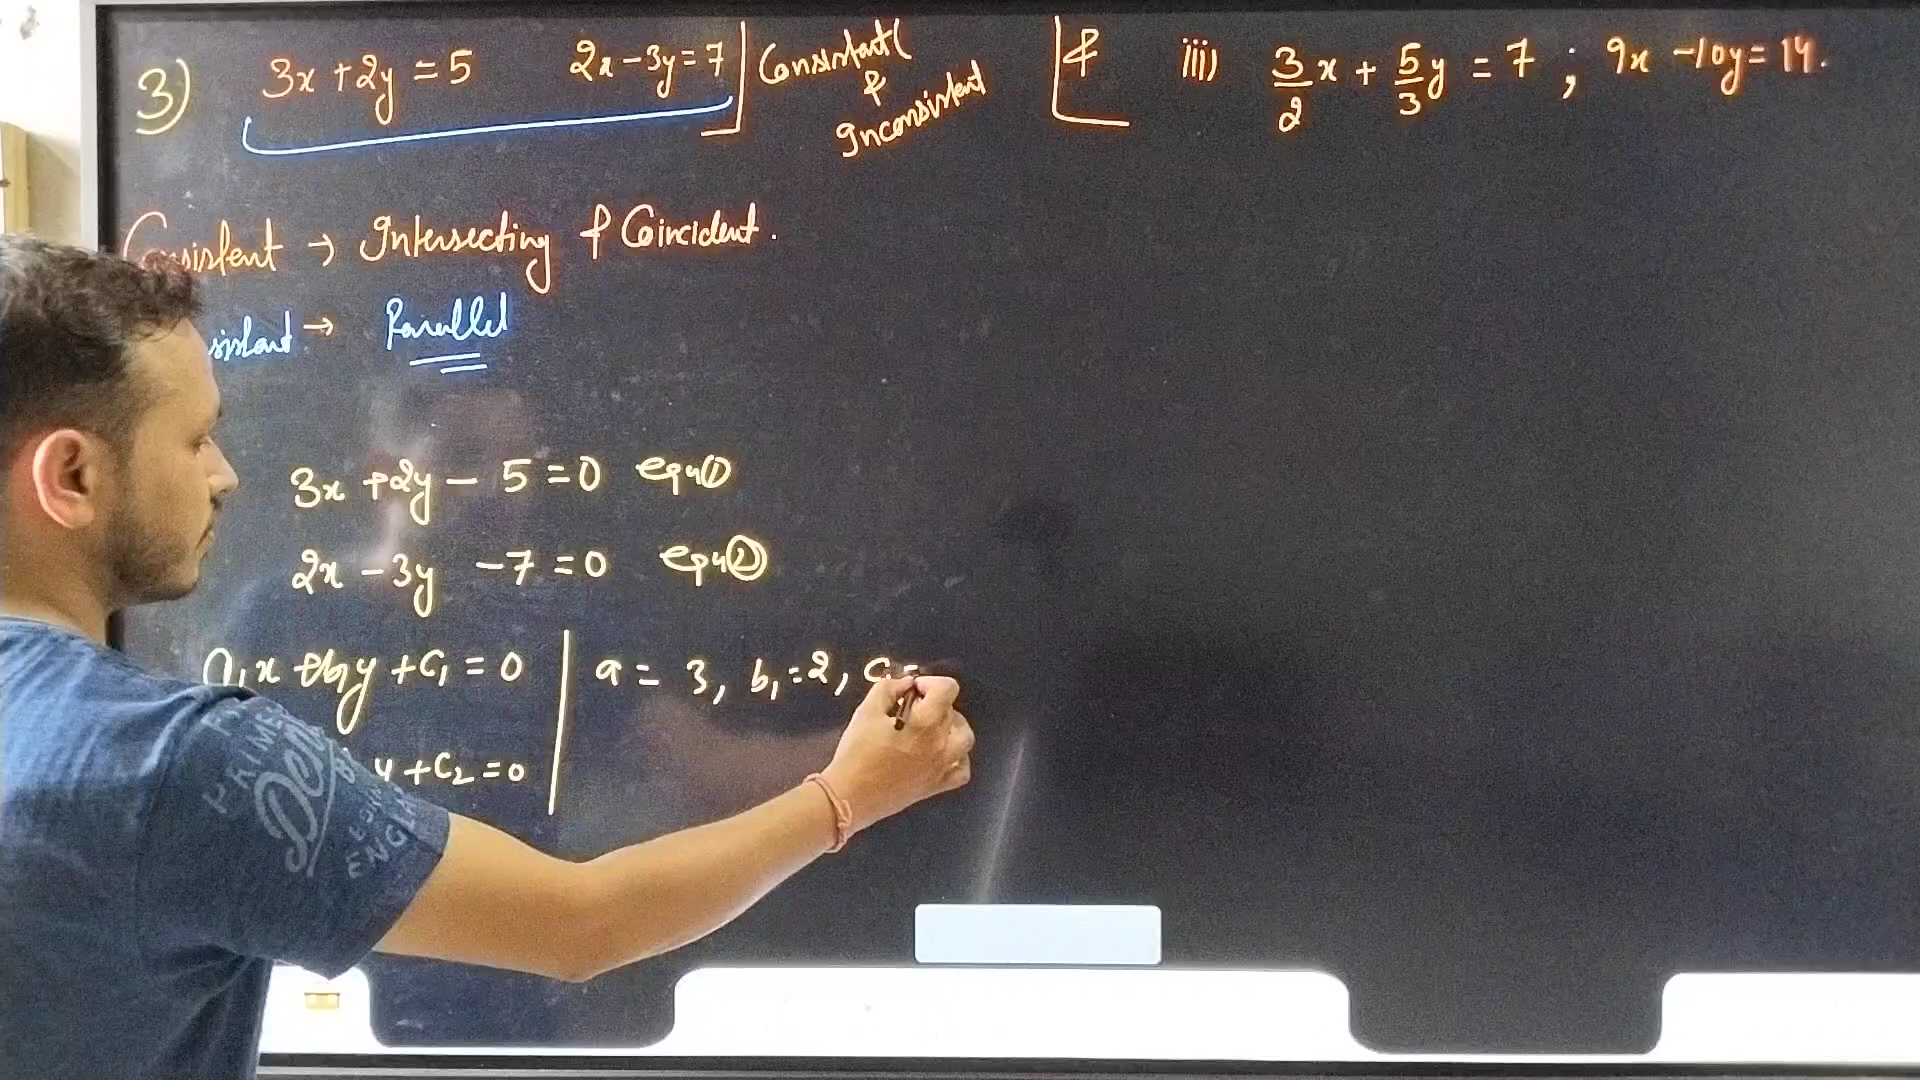 3) 3x + 2y = 5 2x - 3y = 7
&
Inconsistent
& iii) 3/2 x + 5/3 y = 7 ; 9x - 10y = 14.
Consistent → Intersecting & Coincident.
→ Parallel
3x + 2y - 5 = 0 equ①
2x - 3y - 7 = 0 equ②
a₁x + b₁y + c₁ = 0 | a = 3, b₁ = 2, c₁ =
y + c₂ = 0
PRIME
ENGLA